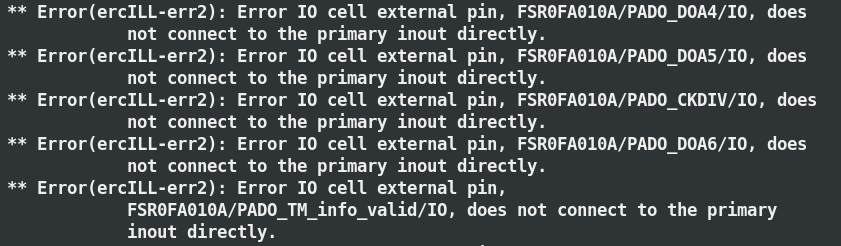 ** Error(ercILL-err2): Error IO cell external pin, FSR0FA010A/PADO_DOA4/IO, does
not connect to the primary inout directly.
** Error(ercILL-err2): Error IO cell external pin, FSR0FA010A/PADO_DOA5/IO, does
not connect to the primary inout directly.
** Error(ercILL-err2): Error IO cell external pin, FSR0FA010A/PADO_CKDIV/IO, does
not connect to the primary inout directly.
** Error(ercILL-err2): Error IO cell external pin, FSR0FA010A/PADO_DOA6/IO, does
not connect to the primary inout directly.
** Error(ercILL-err2): Error IO cell external pin,
FSR0FA010A/PADO_TM_info_valid/IO, does not connect to the primary
inout directly.